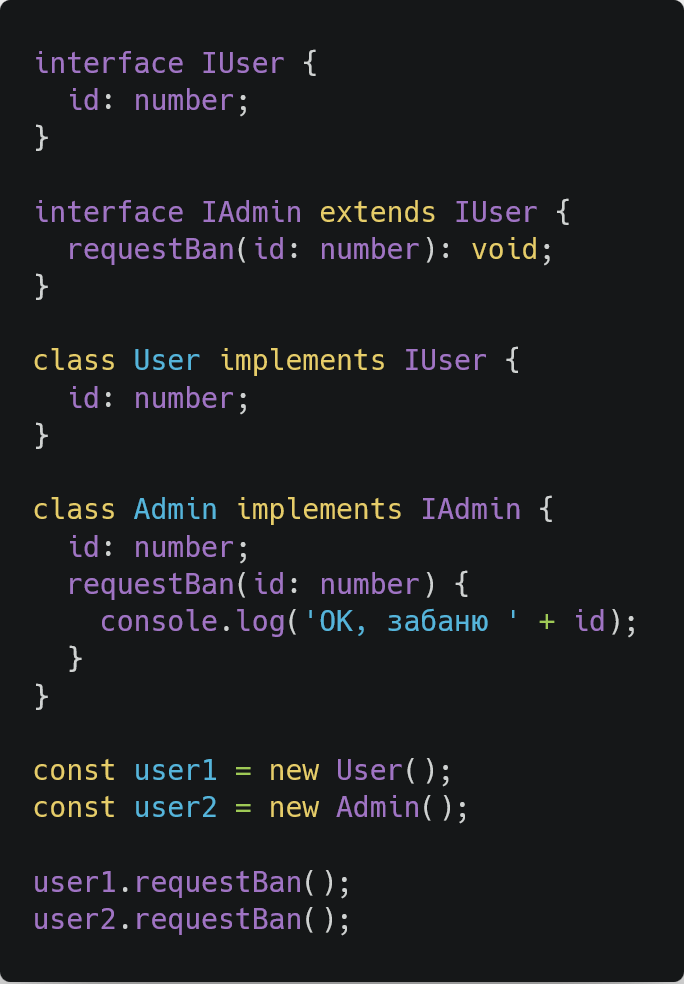 interface IUser {
  id: number;
}

interface IAdmin extends IUser {
  requestBan(id: number): void;
}

class User implements IUser {
  id: number;
}

class Admin implements IAdmin {
  id: number;
  requestBan(id: number) {
    console.log('ОК, забаню ' + id);
  }
}

const user1 = new User();
const user2 = new Admin();

user1.requestBan();
user2.requestBan();